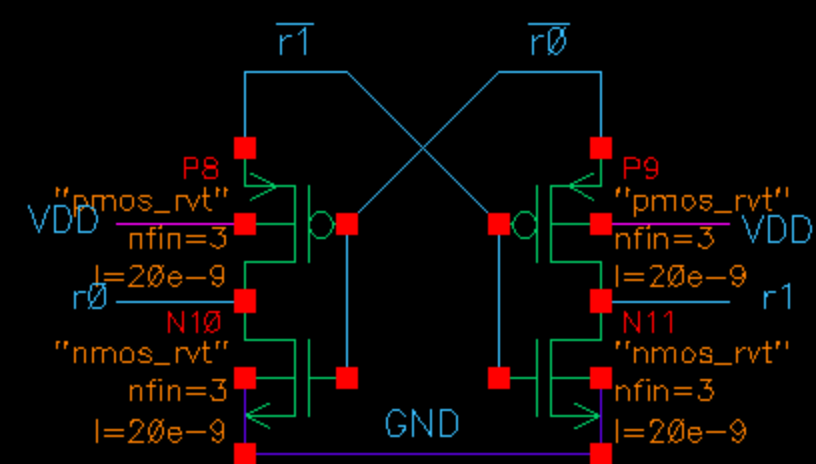 r1 r0
P8 P9
"pmos_rvt" "pmos_rvt"
VDD VDD
nfin=3 nfin=3
l=20e-9 l=20e-9
r0 r1
N10 N11
"nmos_rvt" "nmos_rvt"
nfin=3 nfin=3
GND
l=20e-9 l=20e-9